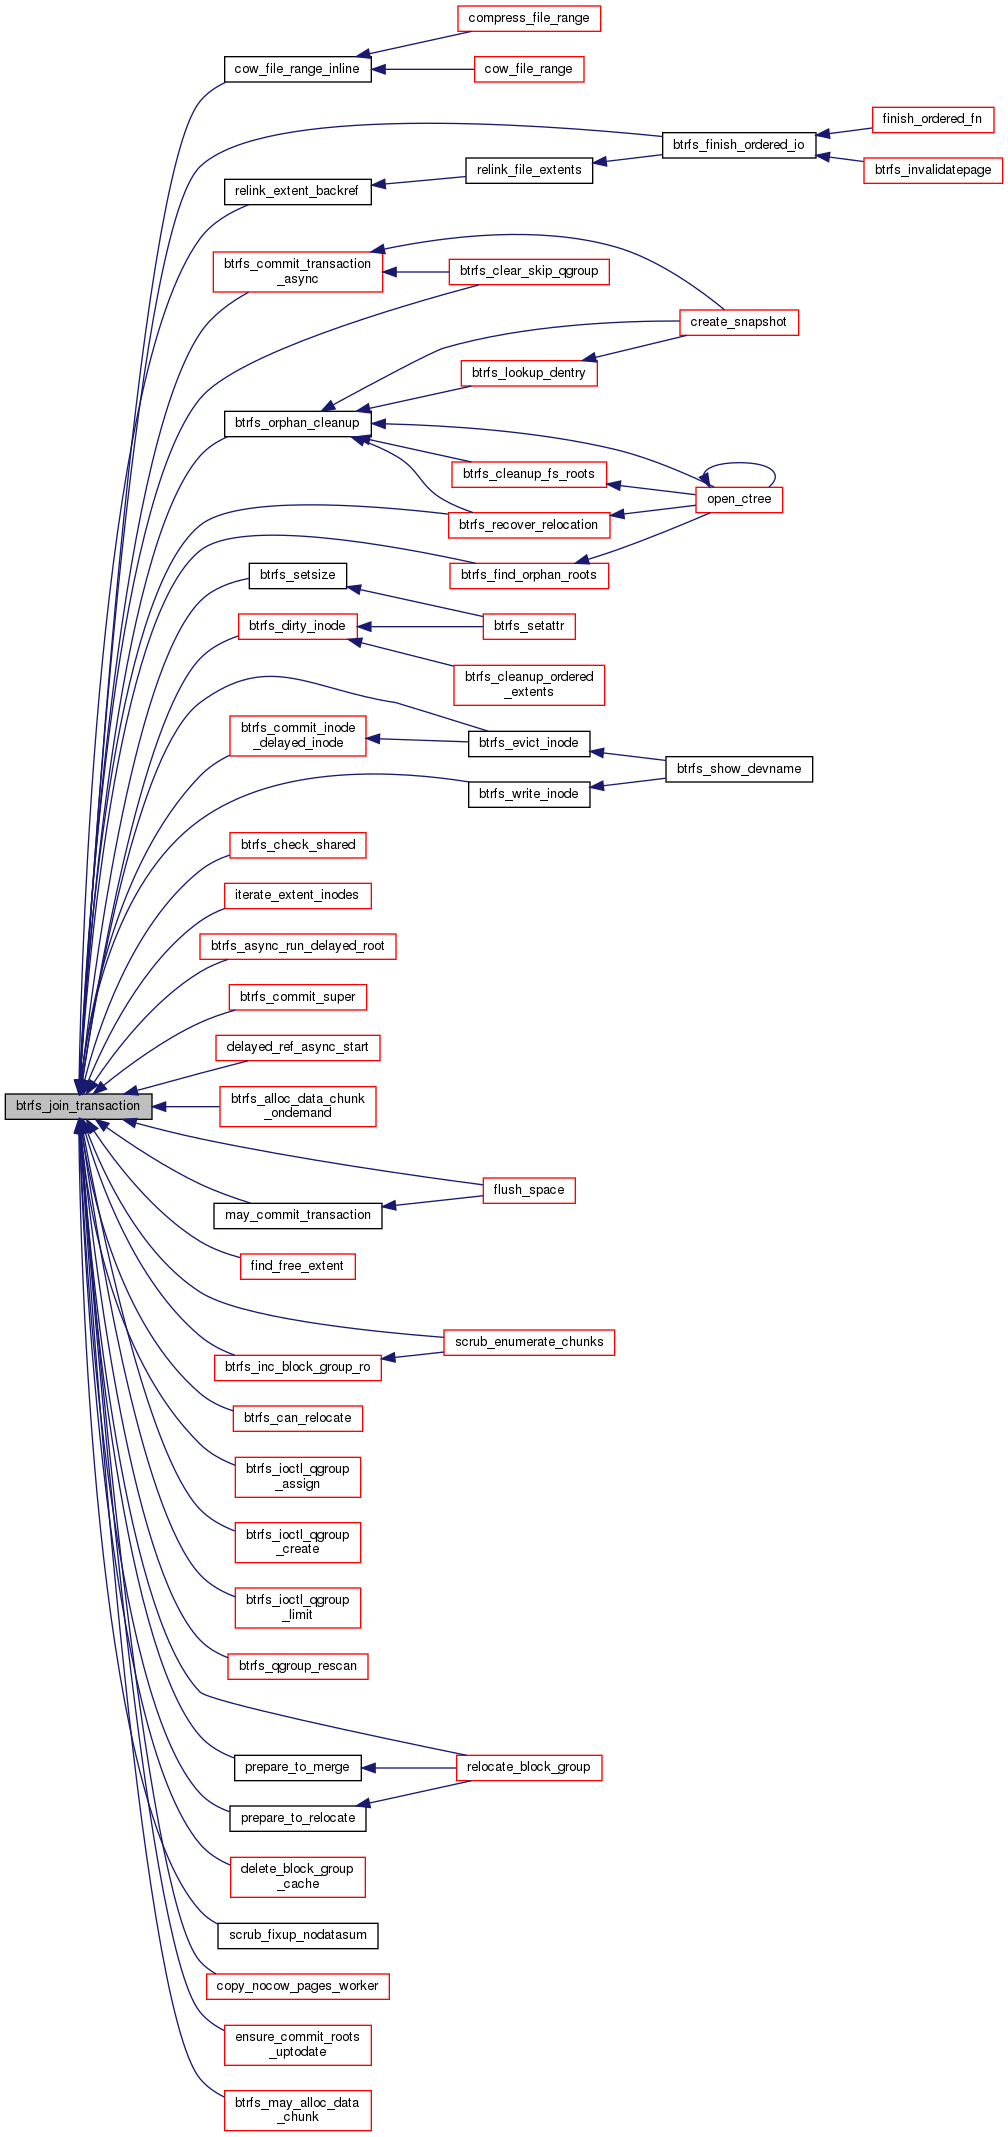 compress_file_range
cow_file_range_inline
cow_file_range
finish_ordered_fn
btrfs_finish_ordered_io
relink_file_extents
btrfs_invalidatepage
relink_extent_backref
btrfs_commit_transaction
_async
btrfs_clear_skip_qgroup
create_snapshot
btrfs_lookup_dentry
btrfs_orphan_cleanup
btrfs_cleanup_fs_roots
open_ctree
btrfs_recover_relocation
btrfs_find_orphan_roots
btrfs_setsize
btrfs_dirty_inode
btrfs_setattr
btrfs_cleanup_ordered
_extents
btrfs_commit_inode
_delayed_inode
btrfs_evict_inode
btrfs_show_devname
btrfs_write_inode
btrfs_check_shared
iterate_extent_inodes
btrfs_async_run_delayed_root
btrfs_commit_super
delayed_ref_async_start
btrfs_join_transaction
btrfs_alloc_data_chunk
_ondemand
flush_space
may_commit_transaction
find_free_extent
scrub_enumerate_chunks
btrfs_inc_block_group_ro
btrfs_can_relocate
btrfs_ioctl_qgroup
_assign
btrfs_ioctl_qgroup
_create
btrfs_ioctl_qgroup
_limit
btrfs_qgroup_rescan
prepare_to_merge
relocate_block_group
prepare_to_relocate
delete_block_group
_cache
scrub_fixup_nodatasum
copy_nocow_pages_worker
ensure_commit_roots
_uptodate
btrfs_may_alloc_data
_chunk